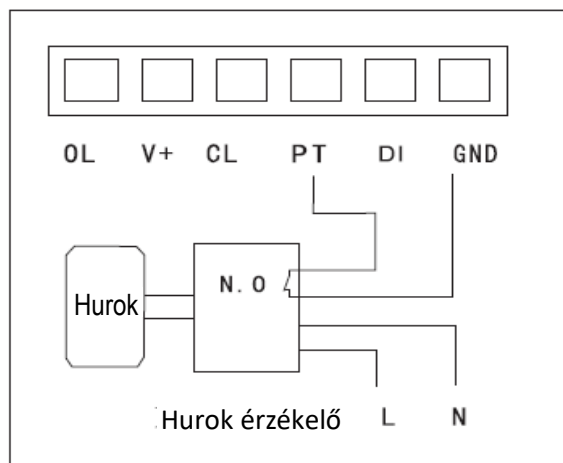 OL V+ CL PT DI GND
N.O
Hurok
Hurok érzékelő L N